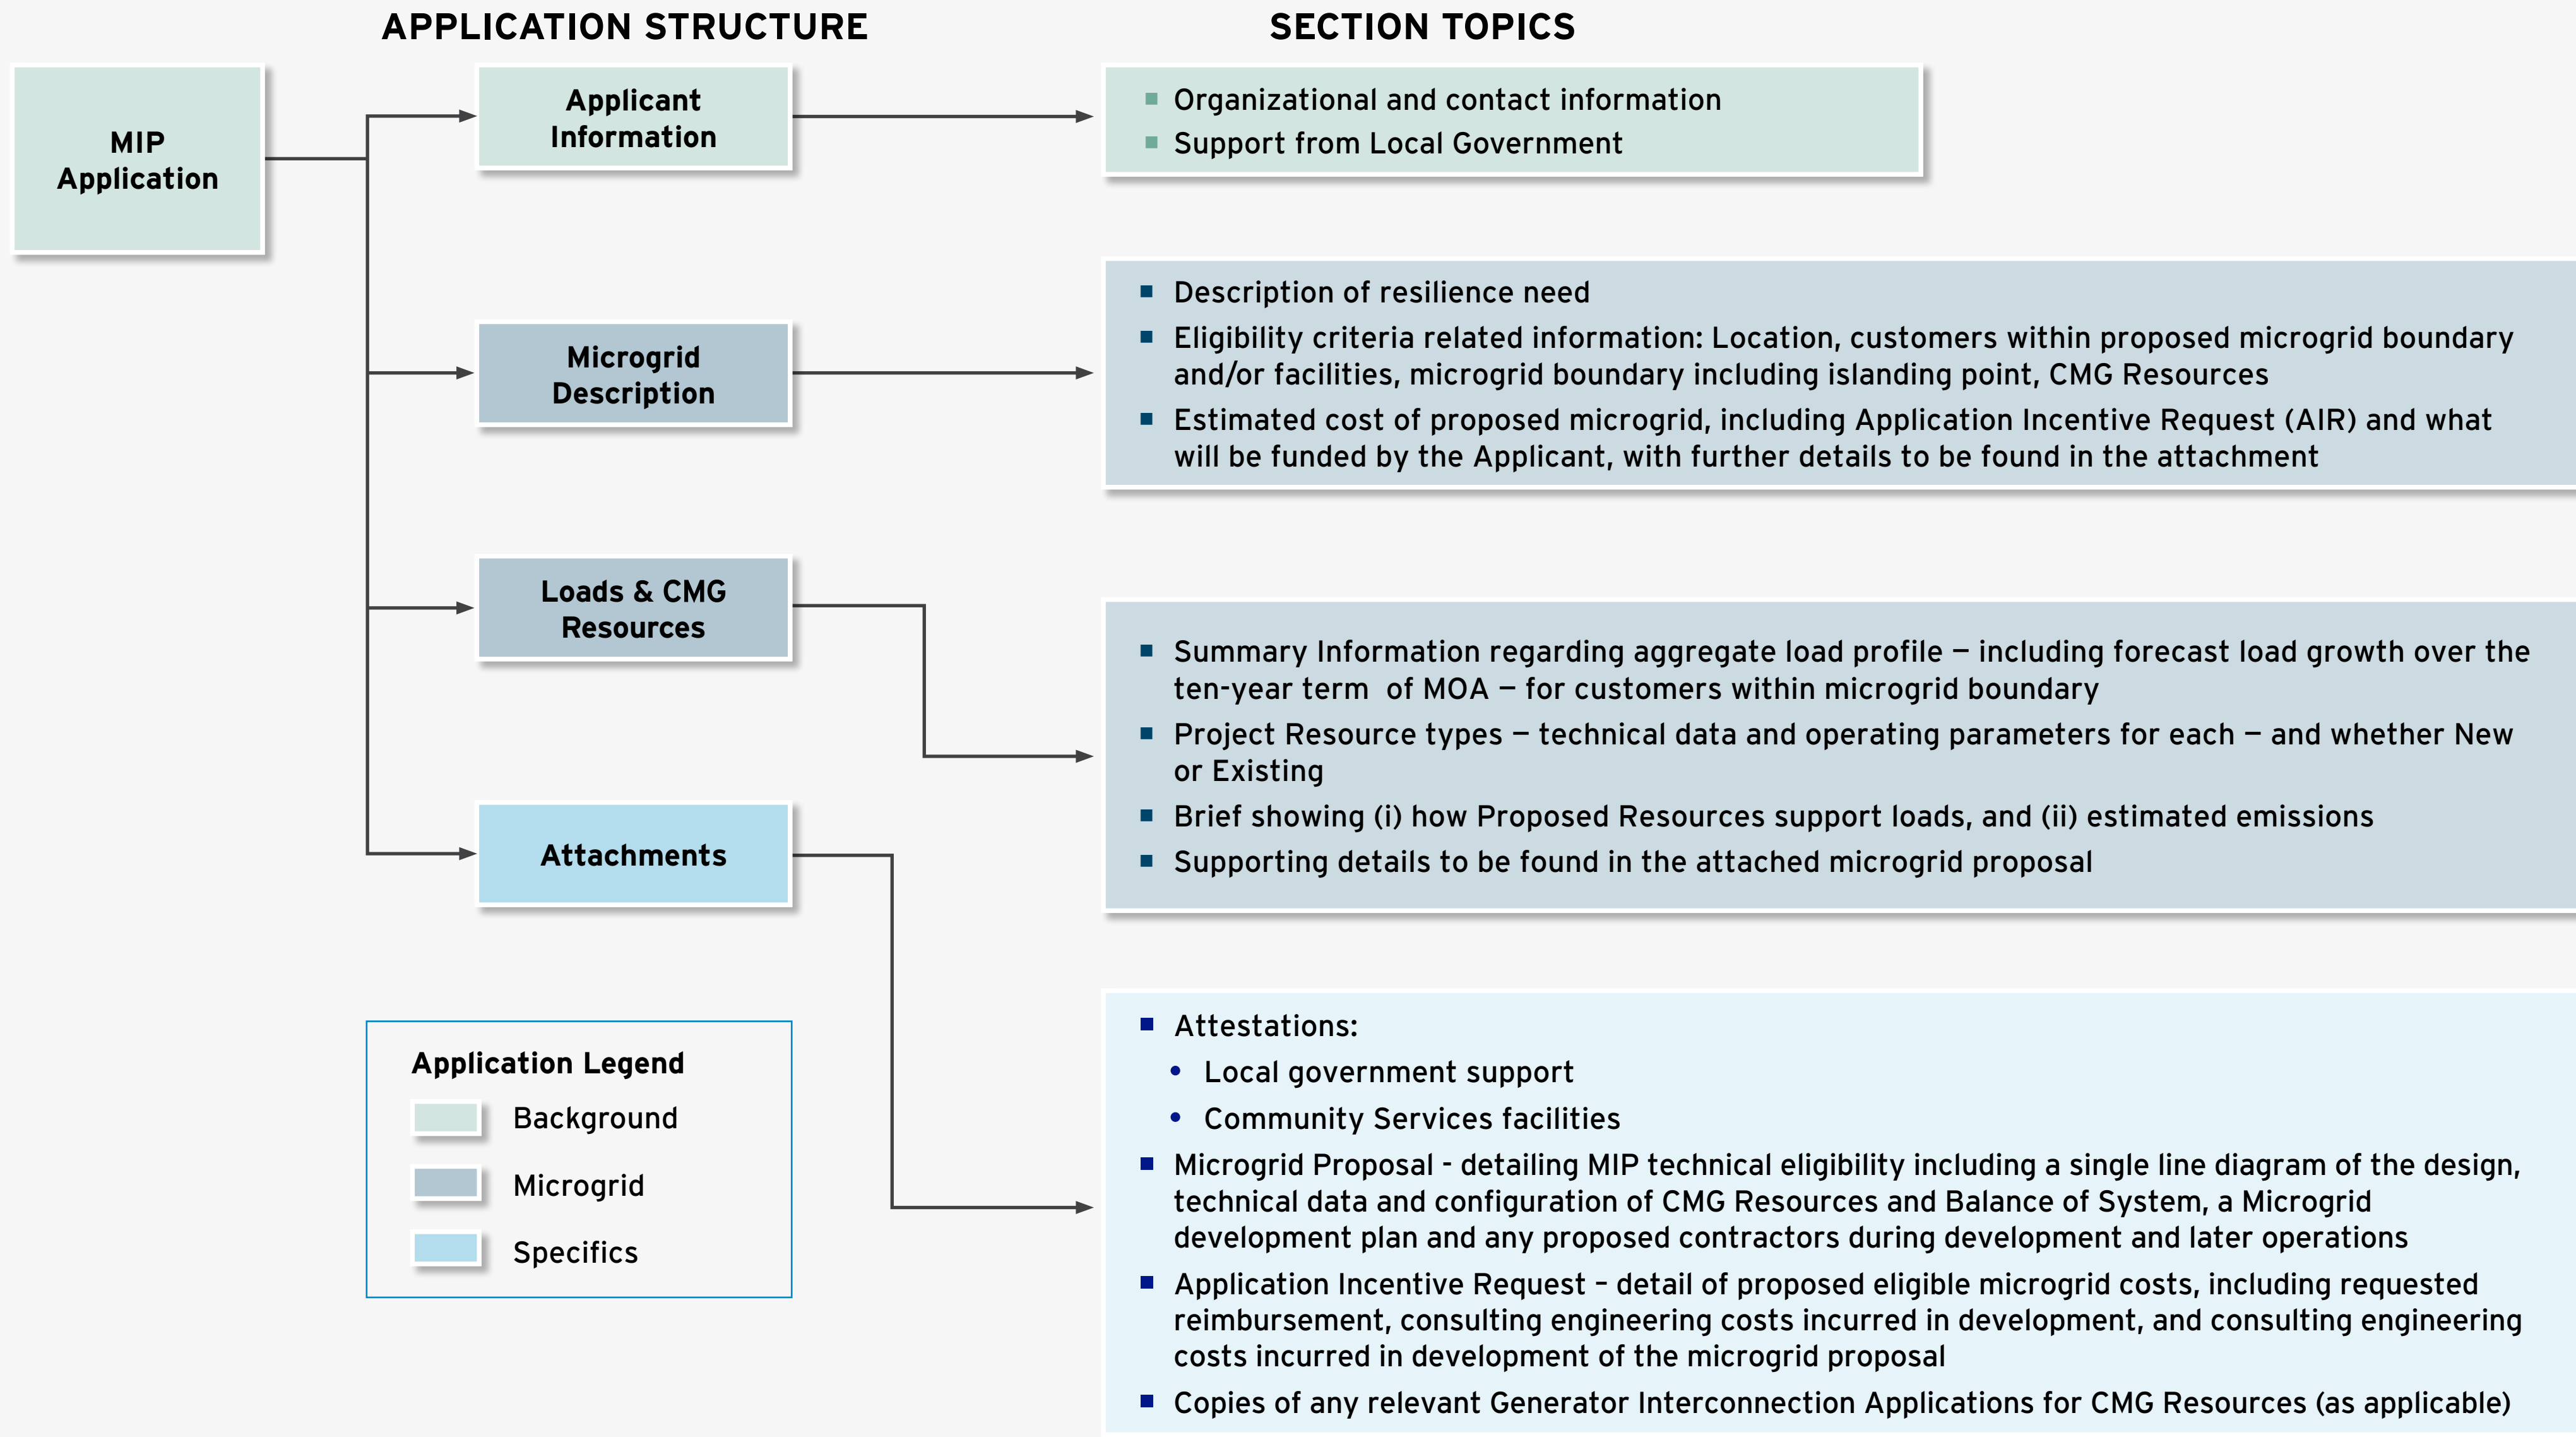 APPLICATION STRUCTURE
SECTION TOPICS
MIP
Application
Applicant
Information
Organizational and contact information
Support from Local Government
Microgrid
Description
Description of resilience need
Eligibility criteria related information: Location, customers within proposed microgrid boundary
and/or facilities, microgrid boundary including islanding point, CMG Resources
Estimated cost of proposed microgrid, including Application Incentive Request (AIR) and what
will be funded by the Applicant, with further details to be found in the attachment
Loads & CMG
Resources
Summary Information regarding aggregate load profile – including forecast load growth over the
ten-year term  of MOA – for customers within microgrid boundary
Project Resource types – technical data and operating parameters for each – and whether New
or Existing
Brief showing (i) how Proposed Resources support loads, and (ii) estimated emissions
Supporting details to be found in the attached microgrid proposal
Attachments
Attestations:
Local government support
Community Services facilities
Microgrid Proposal - detailing MIP technical eligibility including a single line diagram of the design,
technical data and configuration of CMG Resources and Balance of System, a Microgrid
development plan and any proposed contractors during development and later operations
Application Incentive Request – detail of proposed eligible microgrid costs, including requested
reimbursement, consulting engineering costs incurred in development, and consulting engineering
costs incurred in development of the microgrid proposal
Copies of any relevant Generator Interconnection Applications for CMG Resources (as applicable)
Application Legend
Background
Microgrid
Specifics